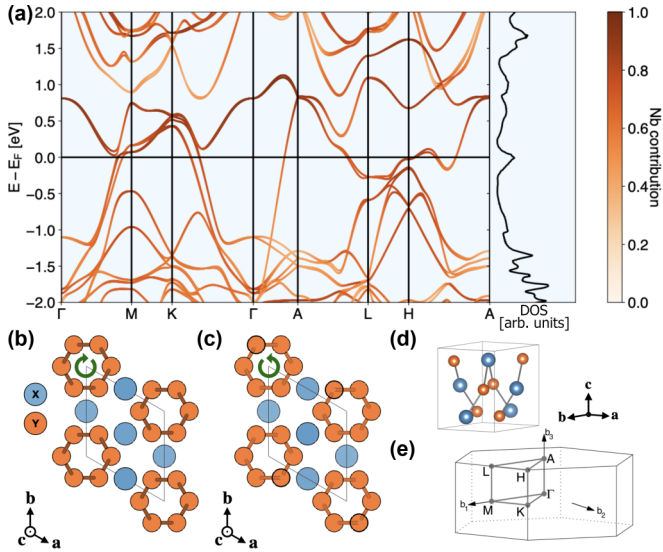 (a)
2.0
1.5
1.0
0.5
0.0
−0.5
−1.0
−1.5
−2.0
E − E_F [eV]
Γ M K Γ A L H A
DOS
[arb. units]
1.0
0.8
0.6
0.4
0.2
0.0
Nb contribution
(b)
X
Y
b
c a
(c)
b
c a
(d)
c
b a
(e)
b₃
A
L
H
Γ
M
K
b₁
b₂